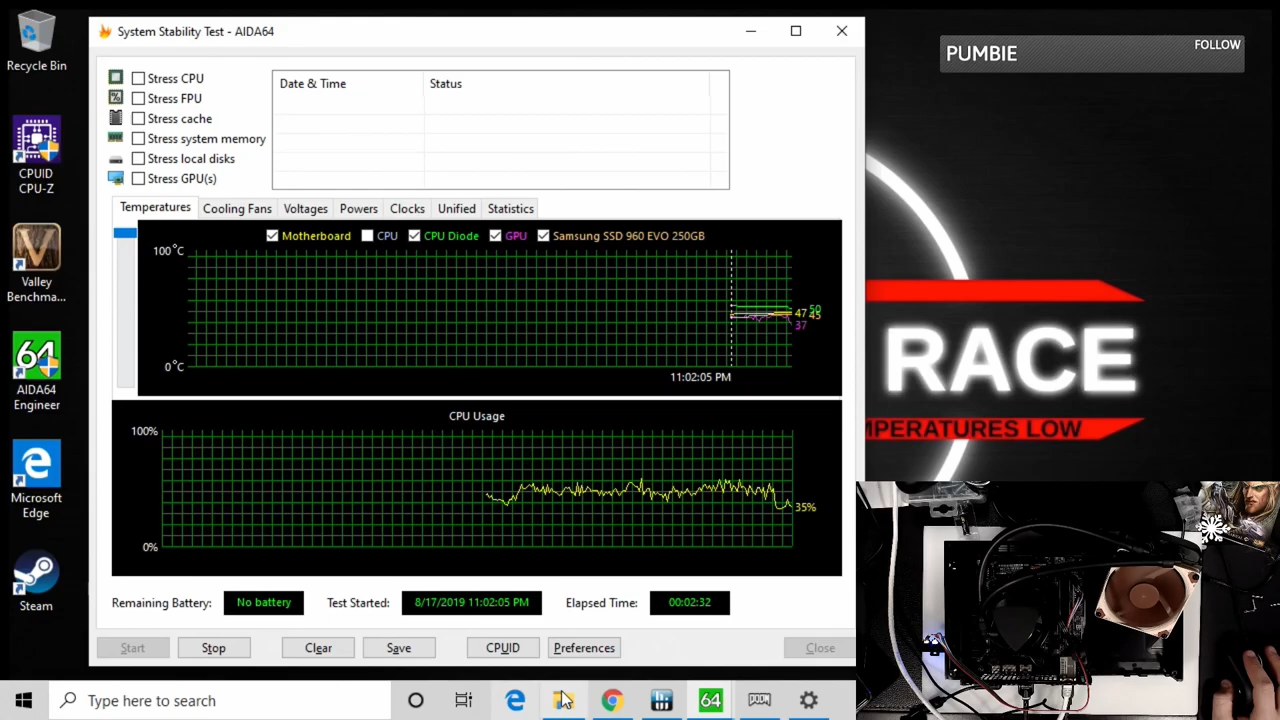 System Stability Test - AIDA64
Recycle Bin
CPUID
CPU-Z
Valley
Benchma...
AIDA64
Engineer
Microsoft
Edge
Steam
Stress CPU
Stress FPU
Stress cache
Stress system memory
Stress local disks
Stress GPU(s)
Date & Time Status
Temperatures Cooling Fans Voltages Powers Clocks Unified Statistics
Motherboard CPU CPU Diode GPU Samsung SSD 960 EVO 250GB
100°C
50
47 45
37
0°C
11:02:05 PM
CPU Usage
100%
35%
0%
Remaining Battery: No battery Test Started: 8/17/2019 11:02:05 PM Elapsed Time: 00:02:32
Start Stop Clear Save CPUID Preferences Close
Type here to search
64
64
PUMBIE FOLLOW
RACE
MPERATURES LOW